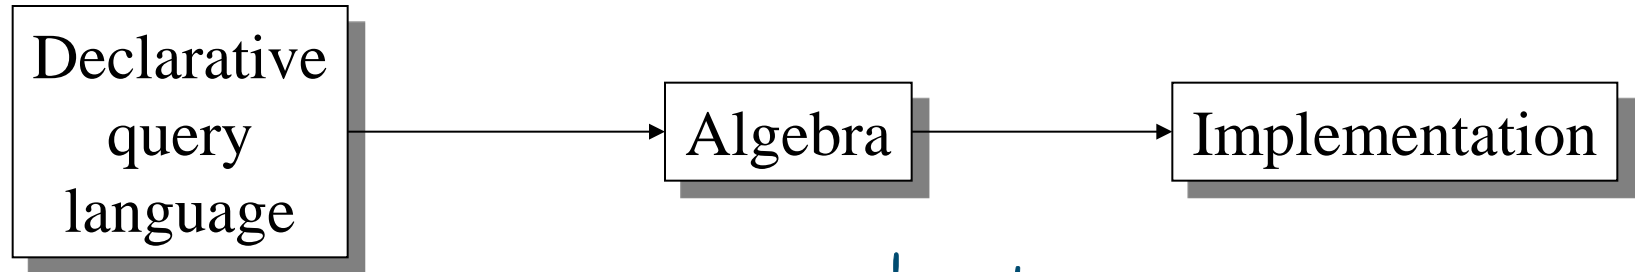 Declarative
query
language
Algebra
Implementation